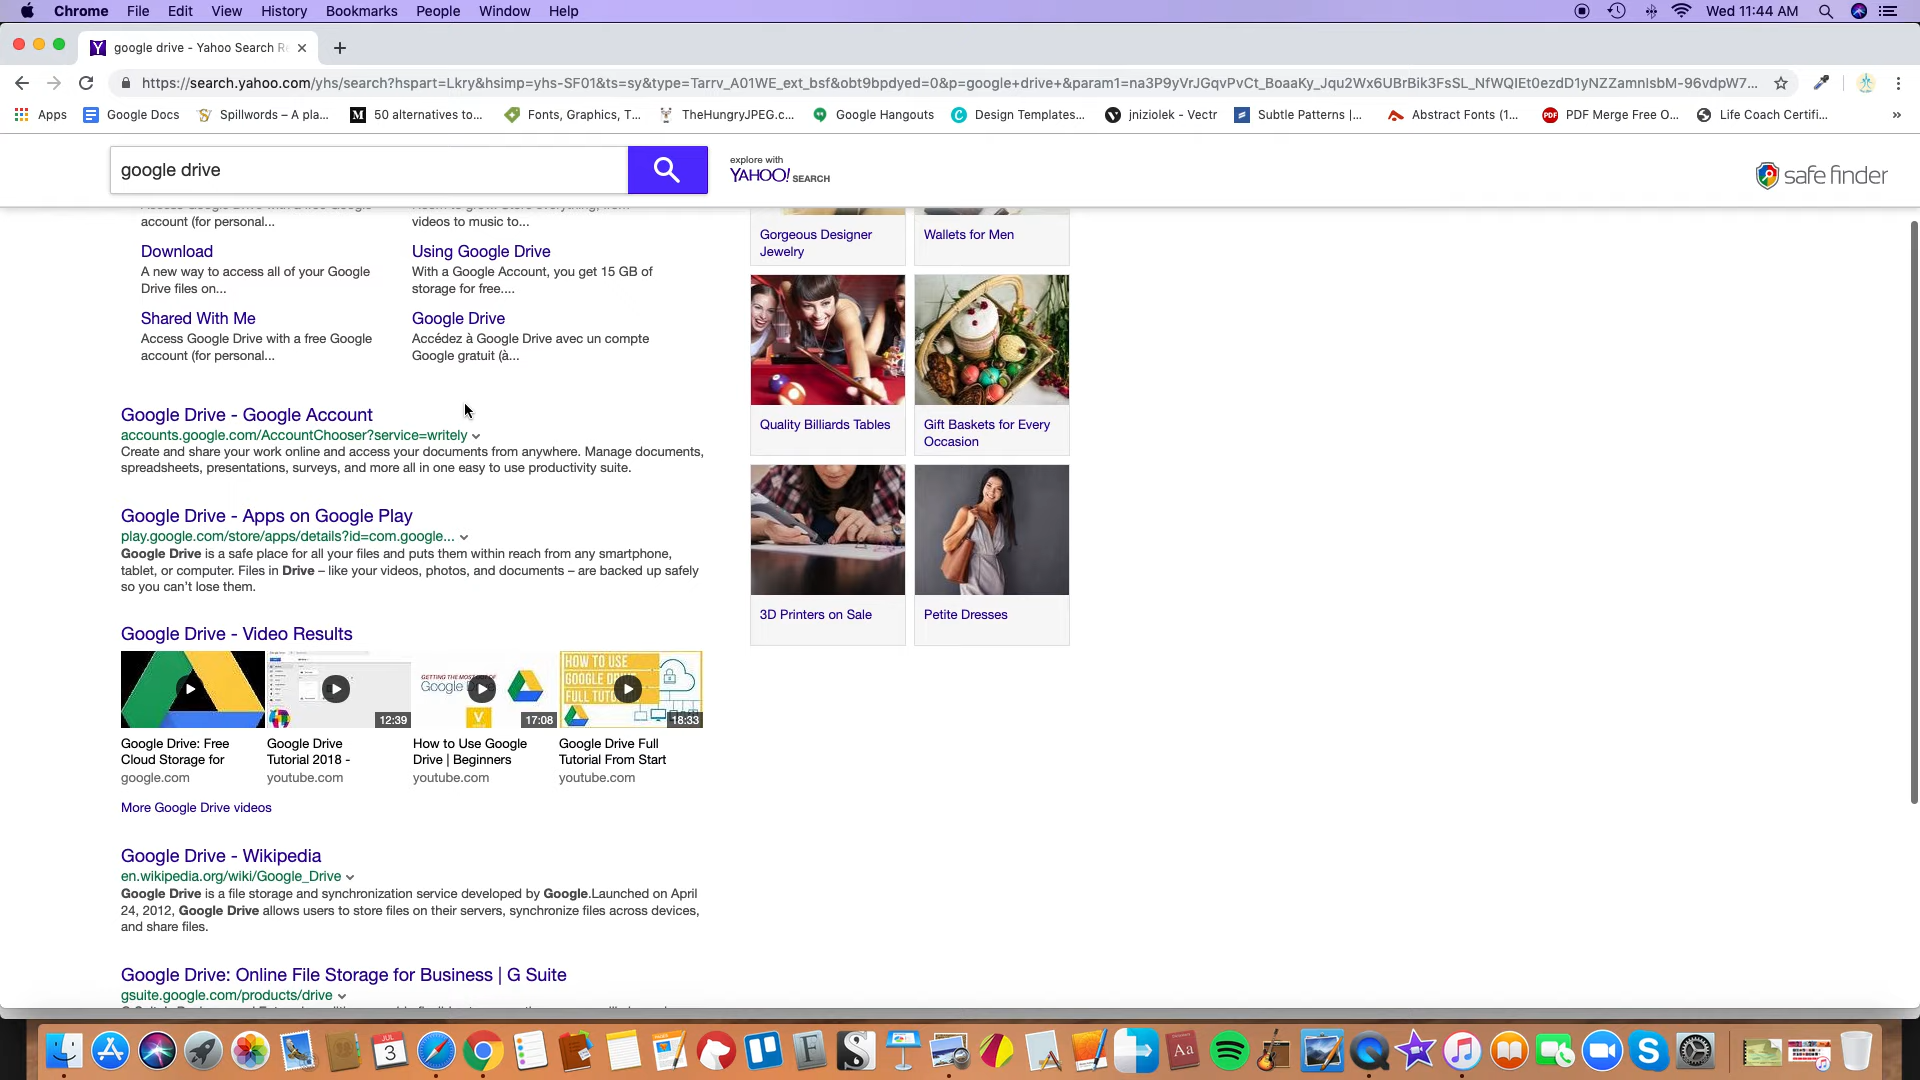 Chrome File Edit View History Bookmarks People Window Help
Wed 11:44 AM
google drive - Yahoo Search Re
https://search.yahoo.com/yhs/search?hspart=Lkry&hsimp=yhs-SF01&ts=sy&type=Tarrv_A01WE_ext_bsf&obt9bpdyed=0&p=google+drive+&param1=na3P9yVrJGqvPvCt_BoaaKy_Jqu2Wx6UBrBik3FsSL_NfWQIEt0ezdD1yNZZamnlsbM-96vdpW7...
Apps Google Docs Spillwords – A pla... 50 alternatives to... Fonts, Graphics, T... TheHungryJPEG.c... Google Hangouts Design Templates... jniziolek - Vectr Subtle Patterns |... Abstract Fonts (1... PDF Merge Free O... Life Coach Certifi... »
google drive
explore with
YAHOO! SEARCH
safe finder
account (for personal...
videos to music to...
Download
A new way to access all of your Google
Drive files on...
Using Google Drive
With a Google Account, you get 15 GB of
storage for free....
Shared With Me
Access Google Drive with a free Google
account (for personal...
Google Drive
Accédez à Google Drive avec un compte
Google gratuit (à...
Google Drive - Google Account
accounts.google.com/AccountChooser?service=writely
Create and share your work online and access your documents from anywhere. Manage documents,
spreadsheets, presentations, surveys, and more all in one easy to use productivity suite.
Google Drive - Apps on Google Play
play.google.com/store/apps/details?id=com.google...
Google Drive is a safe place for all your files and puts them within reach from any smartphone,
tablet, or computer. Files in Drive – like your videos, photos, and documents – are backed up safely
so you can't lose them.
Google Drive - Video Results
12:39
GETTING THE MOST OF
Google
17:08
HOW TO USE
GOOGLE
FULL
18:33
Google Drive: Free
Cloud Storage for
google.com
Google Drive
Tutorial 2018 -
youtube.com
How to Use Google
Drive | Beginners
youtube.com
Google Drive Full
Tutorial From Start
youtube.com
More Google Drive videos
Google Drive - Wikipedia
en.wikipedia.org/wiki/Google_Drive
Google Drive is a file storage and synchronization service developed by Google.Launched on April
24, 2012, Google Drive allows users to store files on their servers, synchronize files across devices,
and share files.
Google Drive: Online File Storage for Business | G Suite
gsuite.google.com/products/drive
Gorgeous Designer
Jewelry
Wallets for Men
Quality Billiards Tables
Gift Baskets for Every
Occasion
3D Printers on Sale
Petite Dresses
JUL
3